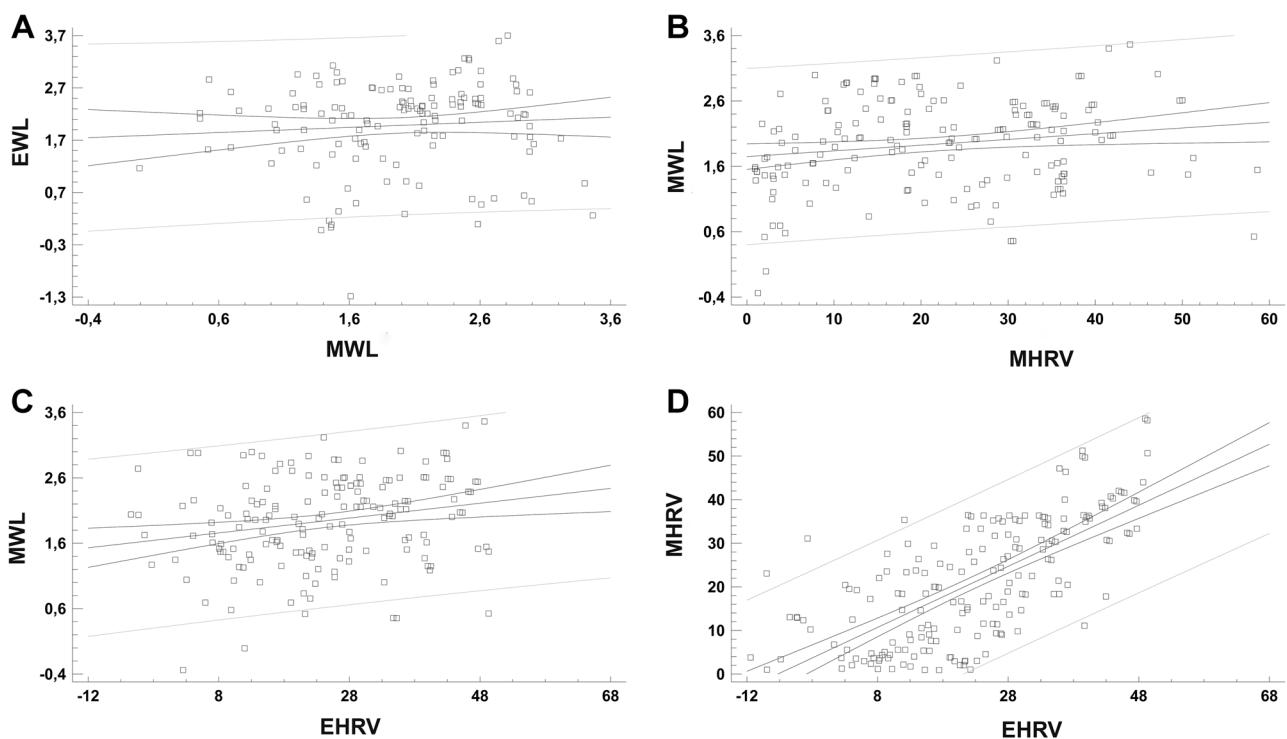 A
EWL
3,7
2,7
1,7
0,7
-0,3
-1,3
-0,4 0,6 1,6 2,6 3,6
MWL
B
MWL
3,6
2,6
1,6
0,6
-0,4
0 10 20 30 40 50 60
MHRV
C
MWL
3,6
2,6
1,6
0,6
-0,4
-12 8 28 48 68
EHRV
D
MHRV
60
50
40
30
20
10
0
-12 8 28 48 68
EHRV